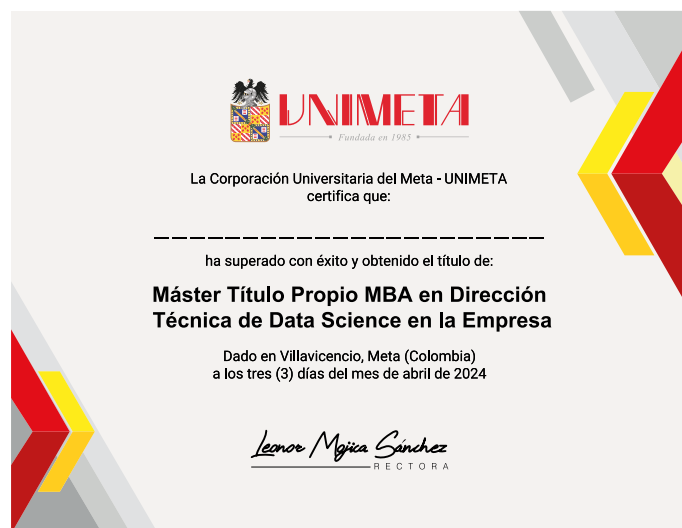 UNIMETA
Fundada en 1985
La Corporación Universitaria del Meta - UNIMETA
certifica que:
ha superado con éxito y obtenido el título de:
Máster Título Propio MBA en Dirección
Técnica de Data Science en la Empresa
Dado en Villavicencio, Meta (Colombia)
a los tres (3) días del mes de abril de 2024
Leonor Mojica Sánchez
RECTORA